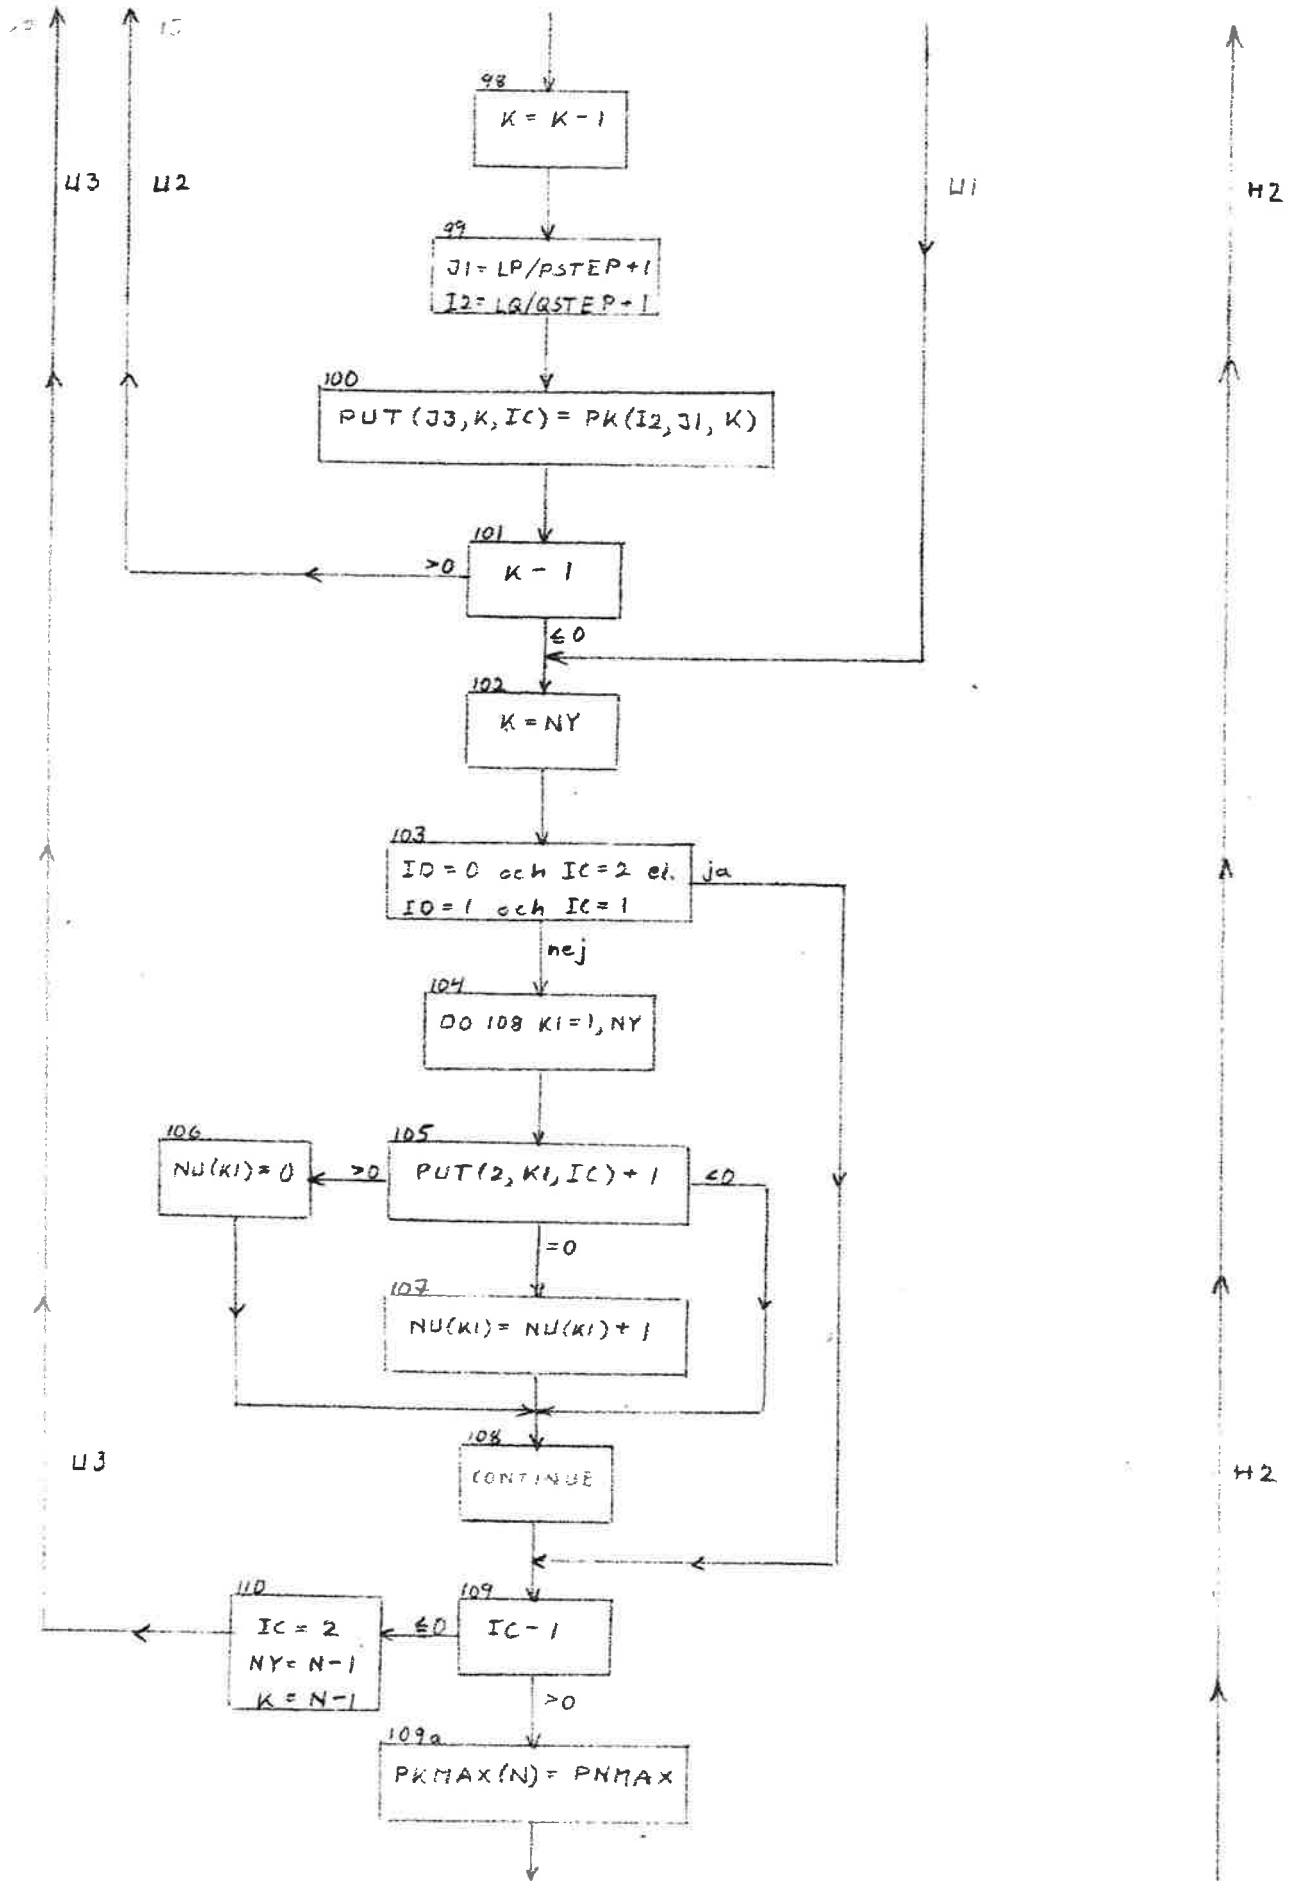 98
K = K - 1
U3
U2
U1
H2
99
J1 = LP/PSTEP + 1
I2 = LQ/QSTEP + 1
100
PUT (J3, K, IC) = PK (I2, J1, K)
101
>0
K - 1
≤ 0
102
K = NY
103
ID = 0 och IC = 2 el.
ja
ID = 1 och IC = 1
nej
104
DO 108 K1 = 1, NY
106
NU(K1) = 0
>0
105
PUT (2, K1, IC) + 1
<0
= 0
107
NU(K1) = NU(K1) + 1
108
CONTINUE
U3
H2
110
IC = 2
NY = N-1
K = N-1
≤0
109
IC - 1
>0
109a
PKMAX(N) = PNMAX